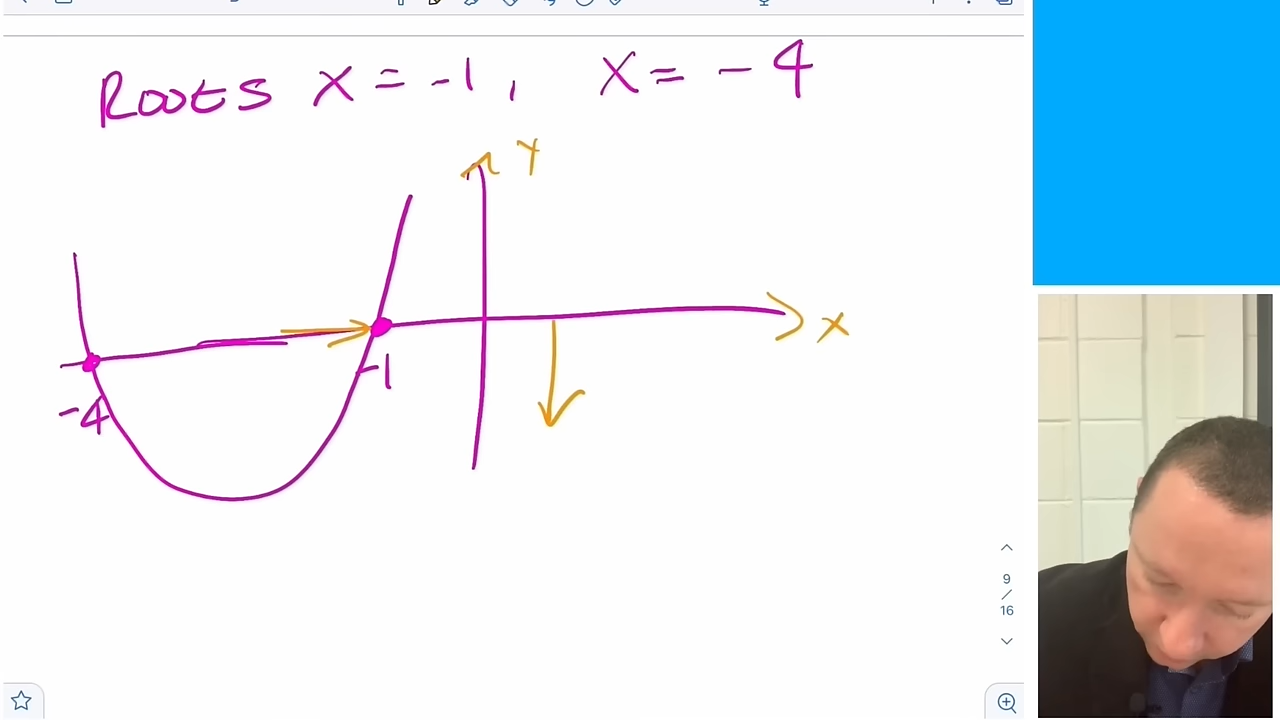 Roots x = -1, x = -4
Y
X
-1
-4
9
/
16